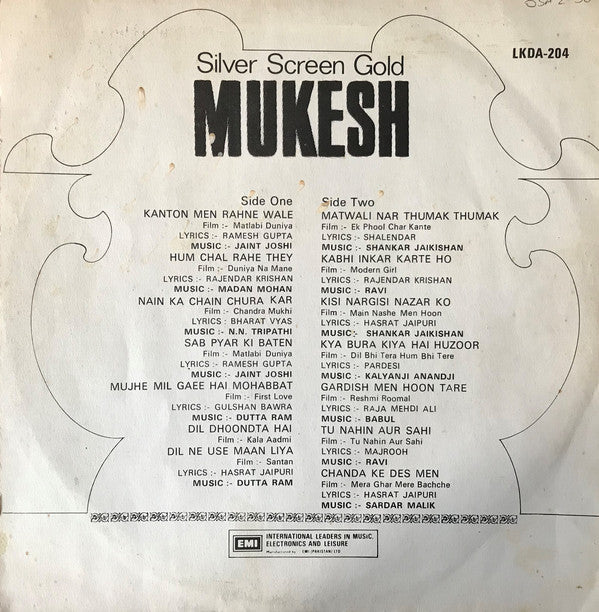 Silver Screen Gold
LKDA-204
MUKESH
Side One
KANTON MEN RAHNE WALE
Film :- Matlabi Duniya
LYRICS :- RAMESH GUPTA
MUSIC :- JAINT JOSHI
HUM CHAL RAHE THEY
Film :- Duniya Na Mane
LYRICS :- RAJENDAR KRISHAN
MUSIC :- MADAN MOHAN
NAIN KA CHAIN CHURA KAR
Film :- Chandra Mukhi
LYRICS :- BHARAT VYAS
MUSIC :- N.N. TRIPATHI
SAB PYAR KI BATEN
Film :- Matlabi Duniya
LYRICS :- RAMESH GUPTA
MUSIC :- JAINT JOSHI
MUJHE MIL GAEE HAI MOHABBAT
Film :- First Love
LYRICS :- GULSHAN BAWRA
MUSIC :- DUTTA RAM
DIL DHOONDTA HAI
Film :- Kala Aadmi
DIL NE USE MAAN LIYA
Film :- Santan
LYRICS :- HASRAT JAIPURI
MUSIC :- DUTTA RAM
Side Two
MATWALI NAR THUMAK THUMAK
Film :- Ek Phool Char Kante
LYRICS :- SHALENDAR
MUSIC :- SHANKAR JAIKISHAN
KABHI INKAR KARTE HO
Film :- Modern Girl
LYRICS :- RAJENDAR KRISHAN
MUSIC :- RAVI
KISI NARGISI NAZAR KO
Film :- Main Nashe Men Hoon
LYRICS :- HASRAT JAIPURI
MUSIC :- SHANKAR JAIKISHAN
KYA BURA KIYA HAI HUZOOR
Film :- Dil Bhi Tera Hum Bhi Tere
LYRICS :- PARDESI
MUSIC :- KALYANJI ANANDJI
GARDISH MEN HOON TARE
Film :- Reshmi Roomal
LYRICS :- RAJA MEHDI ALI
MUSIC :- BABUL
TU NAHIN AUR SAHI
Film :- Tu Nahin Aur Sahi
LYRICS :- MAJROOH
MUSIC :- RAVI
CHANDA KE DES MEN
Film :- Mera Ghar Mere Bachche
LYRICS :- HASRAT JAIPURI
MUSIC :- SARDAR MALIK
EMI
INTERNATIONAL LEADERS IN MUSIC,
ELECTRONICS AND LEISURE
Manufactured by EMI (PAKISTAN) LTD